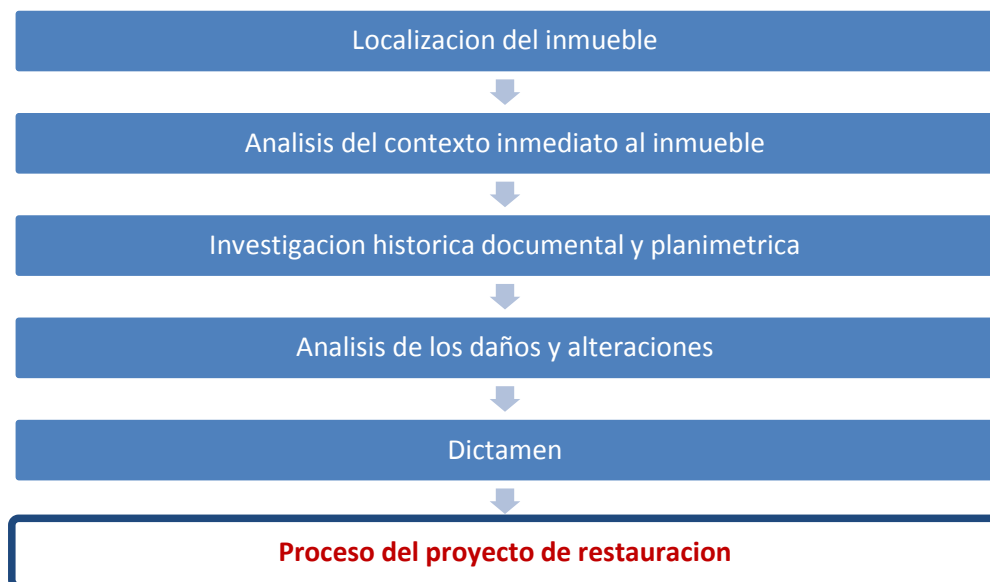 Localizacion del inmueble
Analisis del contexto inmediato al inmueble
Investigacion historica documental y planimetrica
Analisis de los daños y alteraciones
Dictamen
Proceso del proyecto de restauracion